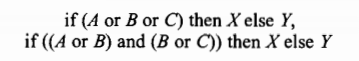 if (A or B or C) then X else Y,
if ((A or B) and (B or C)) then X else Y